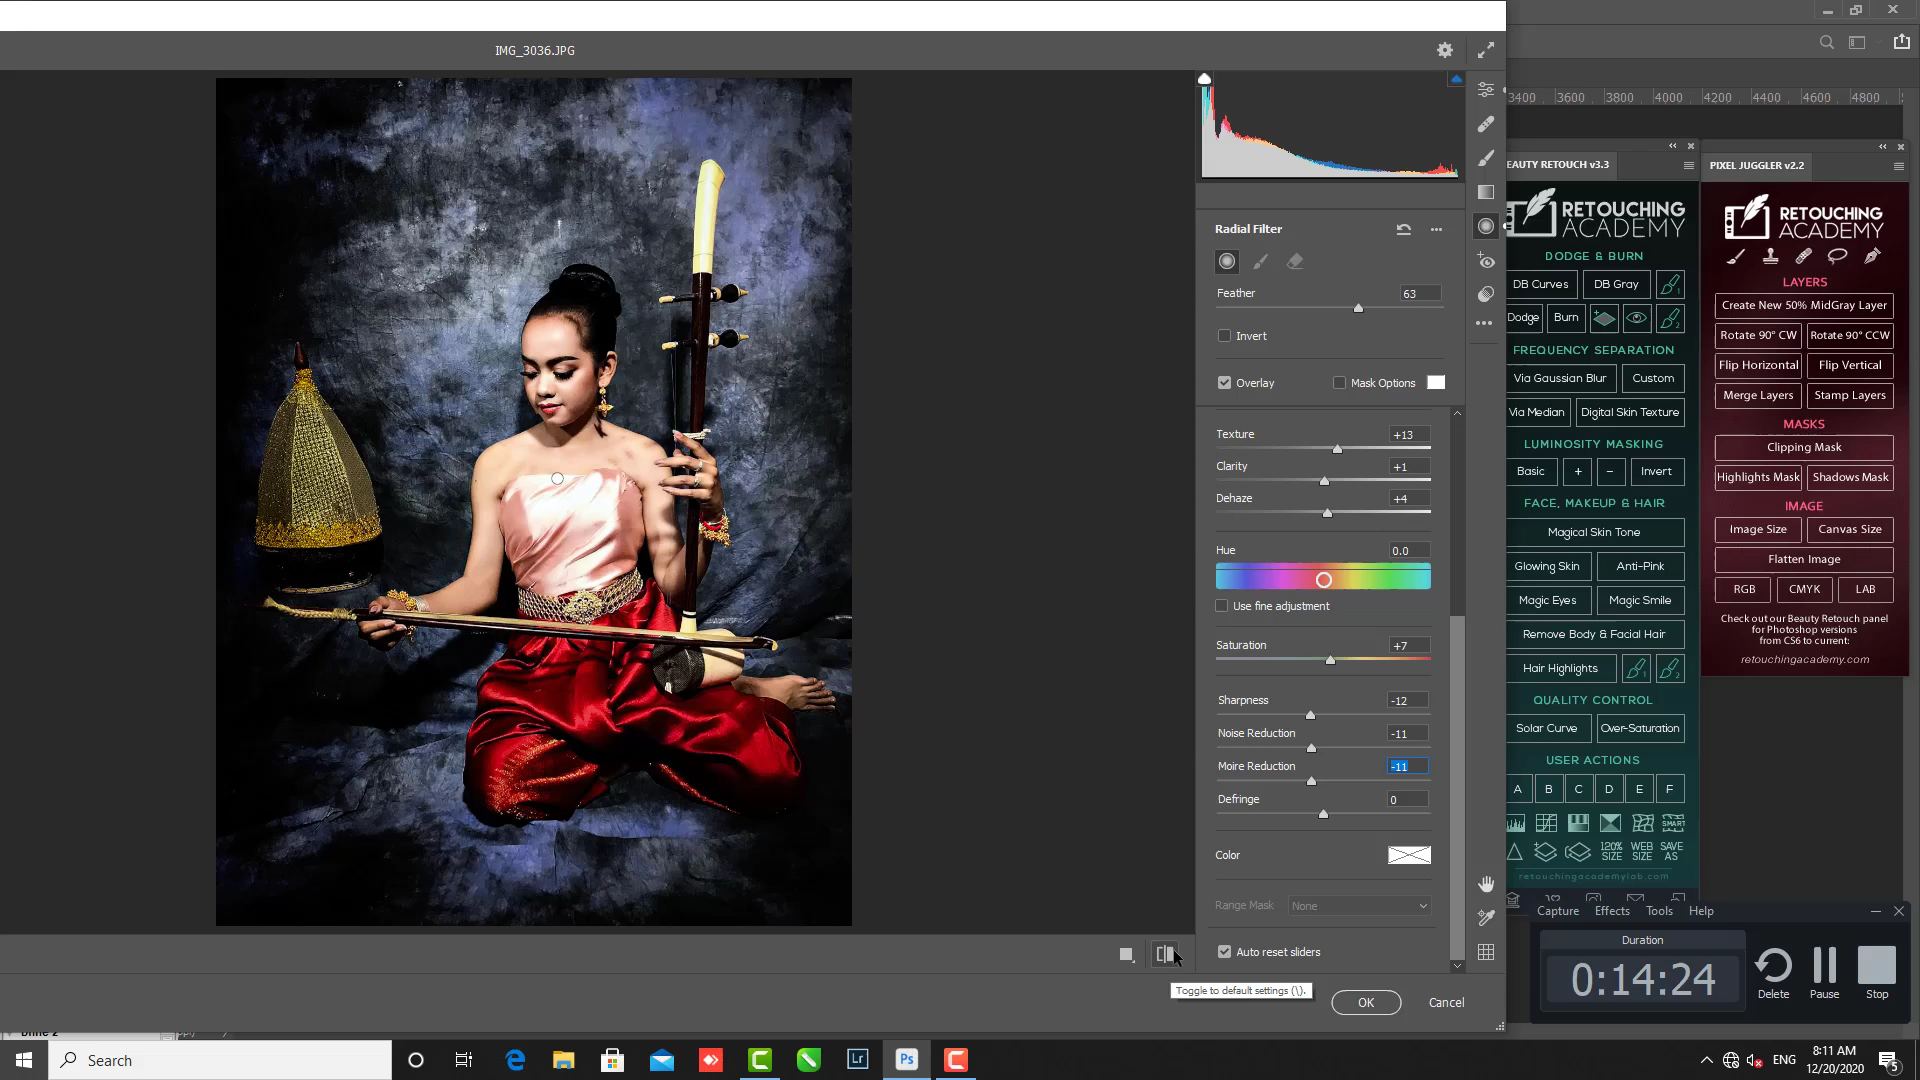 IMG_3036.JPG
Radial Filter
Feather 63
Invert
Overlay Mask Options
Texture +13
Clarity +1
Dehaze +4
Hue 0.0
Use fine adjustment
Saturation +7
Sharpness -12
Noise Reduction -11
Moire Reduction -11
Defringe 0
Color
Range Mask None
Auto reset sliders
Toggle to default settings (\).
OK Cancel
3400 3600 3800 4000 4200 4400 4600 4800
EAUTY RETOUCH v3.3
RETOUCHING
ACADEMY
DODGE & BURN
DB Curves DB Gray 1
Dodge Burn 2
FREQUENCY SEPARATION
Via Gaussian Blur Custom
Via Median Digital Skin Texture
LUMINOSITY MASKING
Basic + − Invert
FACE, MAKEUP & HAIR
Magical Skin Tone
Glowing Skin Anti-Pink
Magic Eyes Magic Smile
Remove Body & Facial Hair
Hair Highlights 1 2
QUALITY CONTROL
Solar Curve Over-Saturation
USER ACTIONS
A B C D E F
SMART
120% SIZE WEB SIZE SAVE AS
retouchingacademylab.com
PIXEL JUGGLER v2.2
RETOUCHING
ACADEMY
LAYERS
Create New 50% MidGray Layer
Rotate 90° CW Rotate 90° CCW
Flip Horizontal Flip Vertical
Merge Layers Stamp Layers
MASKS
Clipping Mask
Highlights Mask Shadows Mask
IMAGE
Image Size Canvas Size
Flatten Image
RGB CMYK LAB
Check out our Beauty Retouch panel
for Photoshop versions
from CS6 to current:
retouchingacademy.com
Capture Effects Tools Help
Duration
0:14:24
Delete Pause Stop
Search
Lr Ps
ENG
8:11 AM
12/20/2020
5